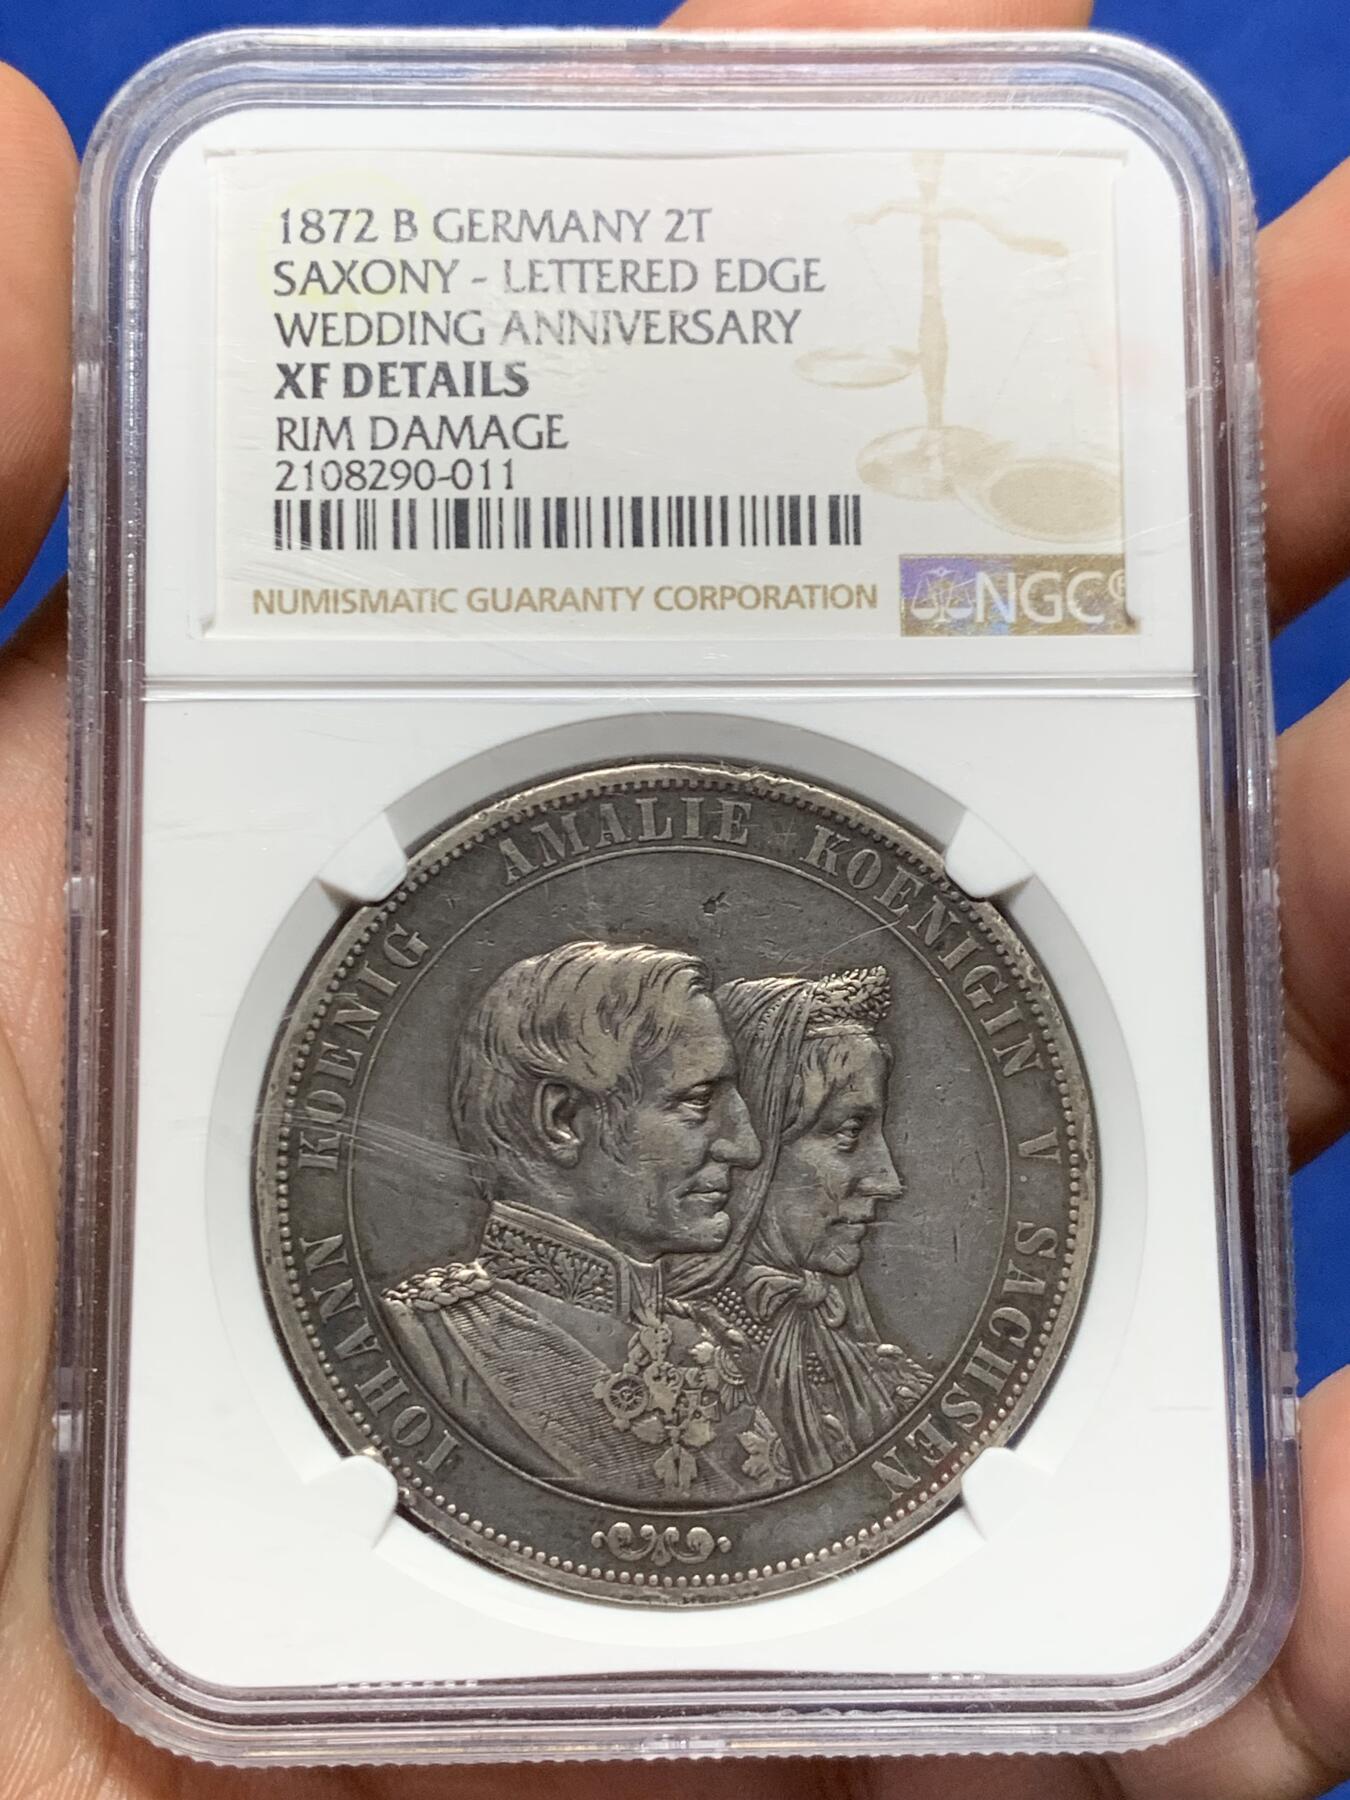 1872 B GERMANY 2T
SAXONY - LETTERED EDGE
WEDDING ANNIVERSARY
XF DETAILS
RIM DAMAGE
2108290-011
NUMISMATIC GUARANTY CORPORATION
NGC®
JOHANN KOENIG · AMALIE KOENIGIN V. SACHSEN